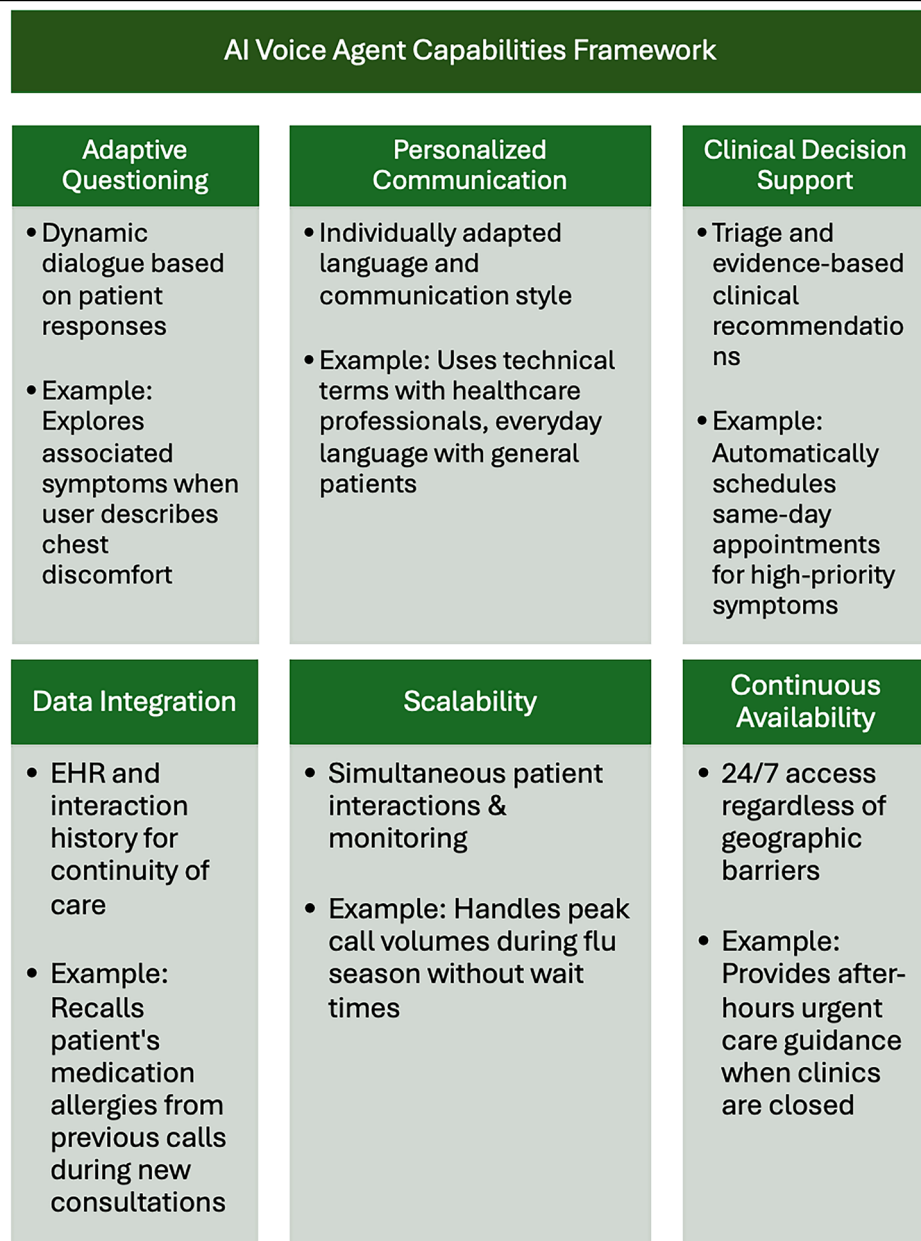 AI Voice Agent Capabilities Framework
Adaptive
Questioning
• Dynamic
dialogue based
on patient
responses
• Example:
Explores
associated
symptoms when
user describes
chest
discomfort
Personalized
Communication
• Individually adapted
language and
communication style
• Example: Uses technical
terms with healthcare
professionals, everyday
language with general
patients
Clinical Decision
Support
• Triage and
evidence-based
clinical
recommendatio
ns
• Example:
Automatically
schedules
same-day
appointments
for high-priority
symptoms
Data Integration
• EHR and
interaction
history for
continuity of
care
• Example:
Recalls
patient's
medication
allergies from
previous calls
during new
consultations
Scalability
• Simultaneous patient
interactions &
monitoring
• Example: Handles peak
call volumes during flu
season without wait
times
Continuous
Availability
• 24/7 access
regardless of
geographic
barriers
• Example:
Provides after-
hours urgent
care guidance
when clinics
are closed